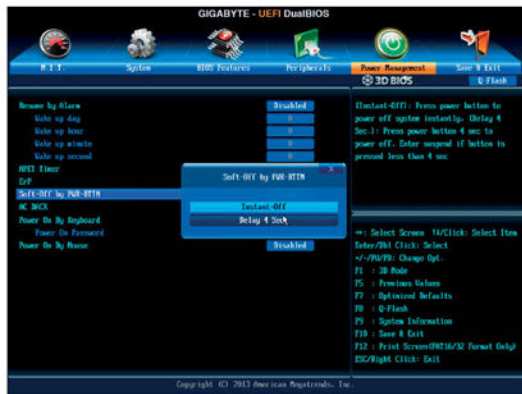 GIGABYTE - UEFI DualBIOS
M.I.T.
System
BIOS Features
Peripherals
Power Management
Save & Exit
3D BIOS
Q-Flash
Resume by Alarm Disabled
Wake up day 0
Wake up hour 0
Wake up minute 0
Wake up second 0
HPET Timer
ErP
Soft-Off by PWR-BTTN
AC BACK
Power On By Keyboard
Power On Password
Power On By Mouse Disabled
Soft-Off by PWR-BTTN
Instant-Off
Delay 4 Sec
[Instant-Off]: Press power button to
power off system instantly. [Delay 4
Sec.]: Press power button 4 sec to
power off. Enter suspend if button is
pressed less than 4 sec
↔: Select Screen ↑↓/Click: Select Item
Enter/Dbl Click: Select
+/-/PU/PD: Change Opt.
F1 : 3D Mode
F5 : Previous Values
F7 : Optimized Defaults
F8 : Q-Flash
F9 : System Information
F10 : Save & Exit
F12 : Print Screen(FAT16/32 Format Only)
ESC/Right Click: Exit
Copyright (C) 2013 American Megatrends, Inc.